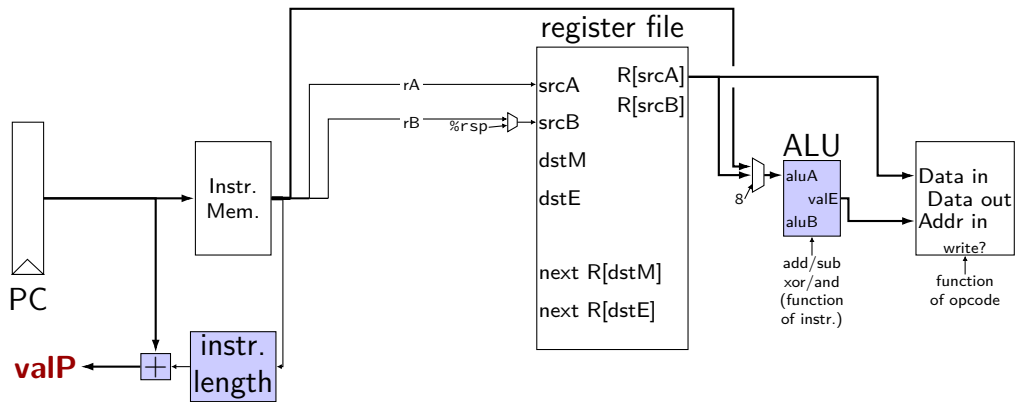 register file
rA
srcA
R[srcA]
R[srcB]
rB
%rsp
srcB
dstM
dstE
next R[dstM]
next R[dstE]
PC
Instr.
Mem.
instr.
length
+
valP
8
ALU
aluA
valE
aluB
add/sub
xor/and
(function
of instr.)
Data in
Data out
Addr in
write?
function
of opcode